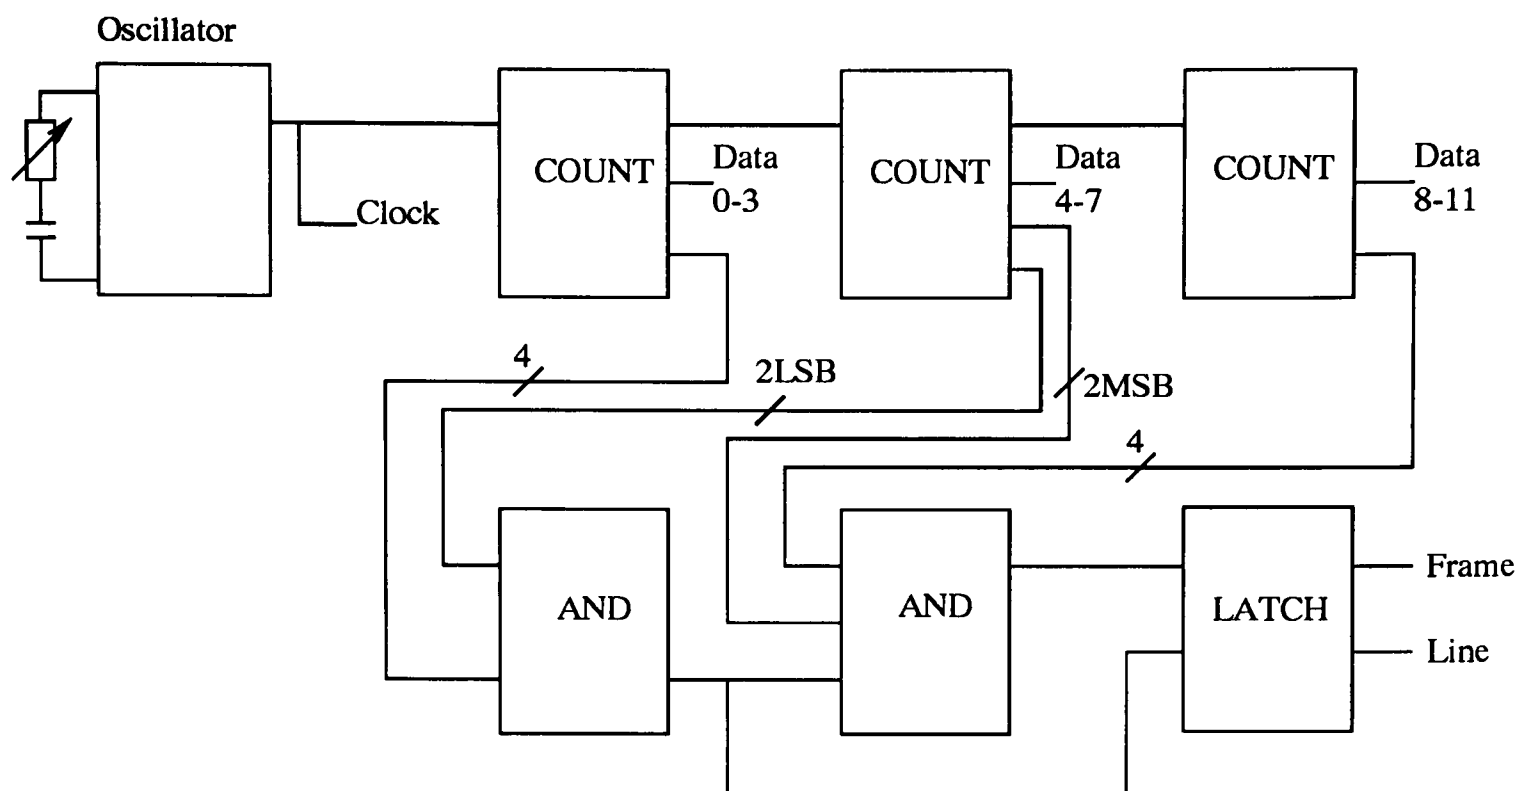 Oscillator
COUNT
Data
0-3
COUNT
Data
4-7
COUNT
Data
8-11
Clock
4
2LSB
2MSB
4
AND
AND
LATCH
Frame
Line